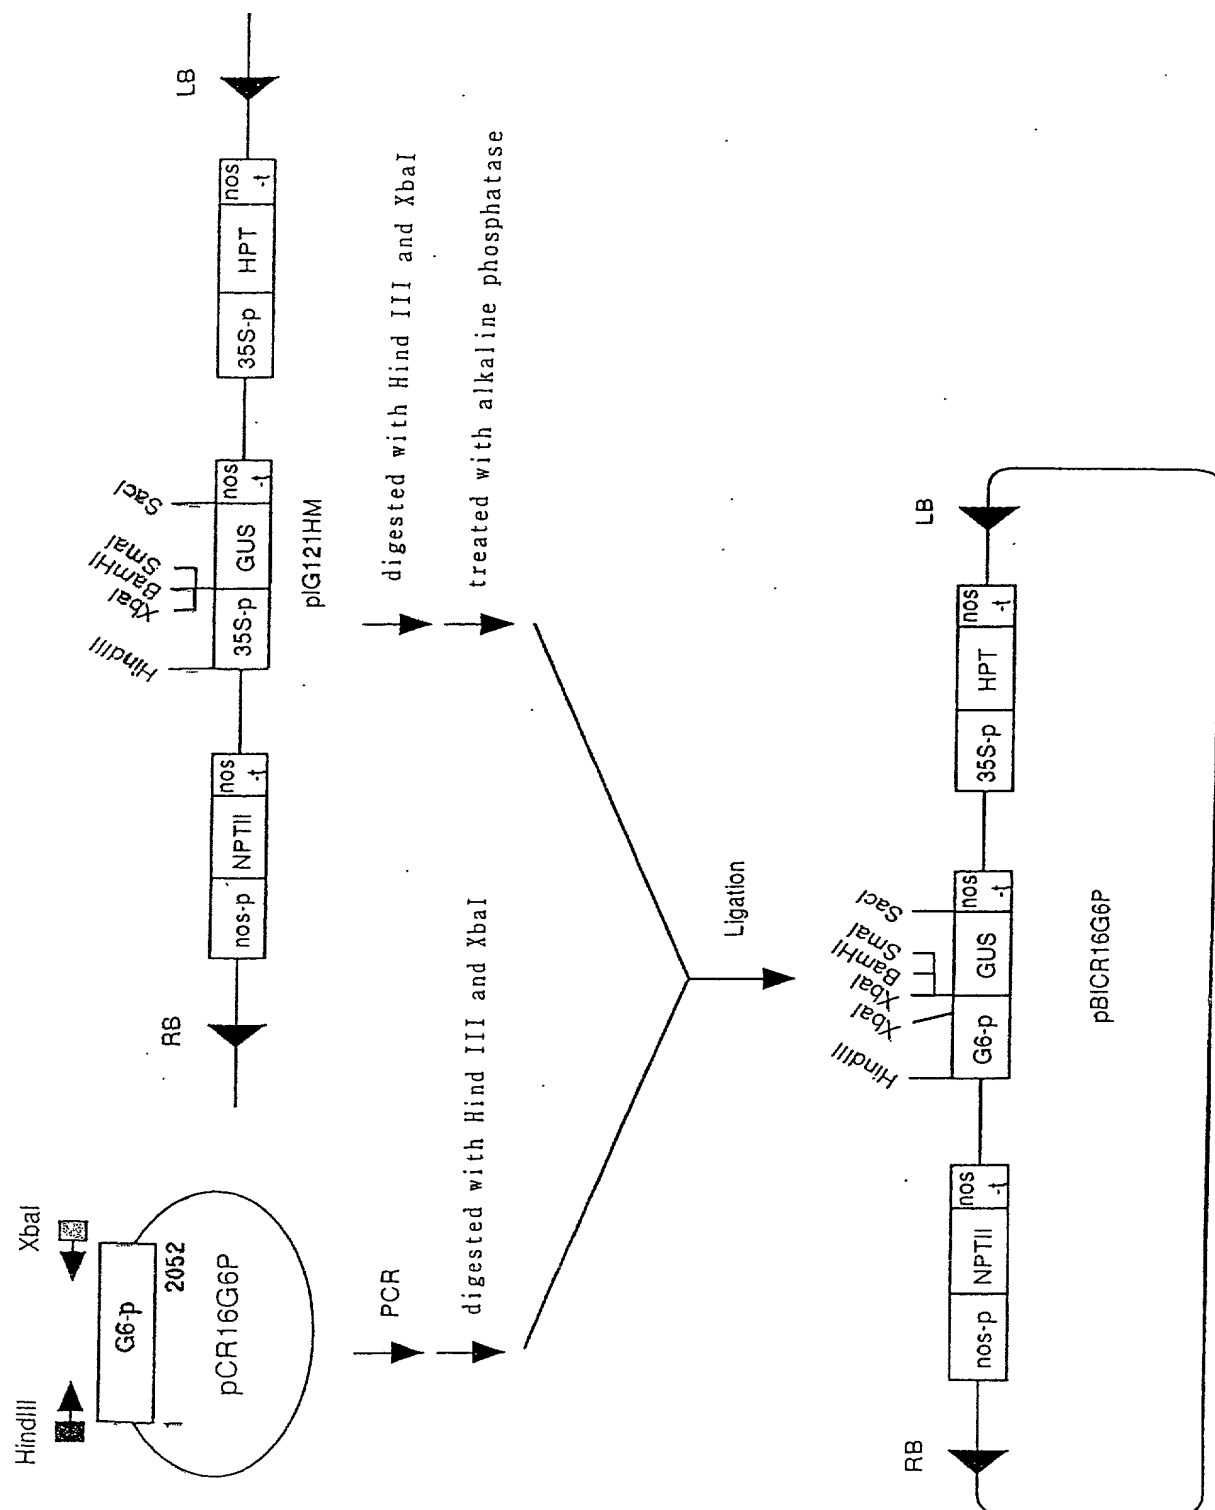 HindIII
XbaI
G6-p
1
2052
pCR16G6P
PCR
digested with Hind III and XbaI
RB
nos-p
NPTII
nos
-t
HindIII
XbaI
BamHI
SmaI
SacI
35S-p
GUS
nos
-t
35S-p
HPT
nos
-t
LB
pIG121HM
digested with Hind III and XbaI
treated with alkaline phosphatase
Ligation
RB
nos-p
NPTII
nos
-t
HindIII
XbaI
XbaI
BamHI
SmaI
SacI
G6-p
GUS
nos
-t
35S-p
HPT
nos
-t
LB
pBICR16G6P